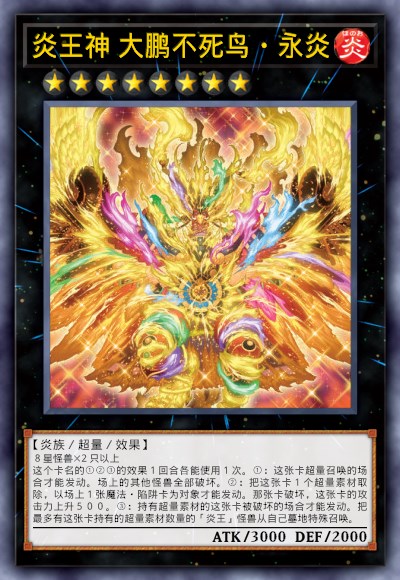 炎王神 大鹏不死鸟・永炎
ほのお
炎
【炎族／超量／效果】
８星怪兽×２只以上
这个卡名的①②③的效果１回合各能使用１次。①：这张卡超量召唤的场
合才能发动。场上的其他怪兽全部破坏。②：把这张卡１个超量素材取
除，以场上１张魔法・陷阱卡为对象才能发动。那张卡破坏，这张卡的攻
击力上升５００。③：持有超量素材的这张卡被破坏的场合才能发动。把
最多有这张卡持有的超量素材数量的「炎王」怪兽从自己墓地特殊召唤。
ATK/3000 DEF/2000